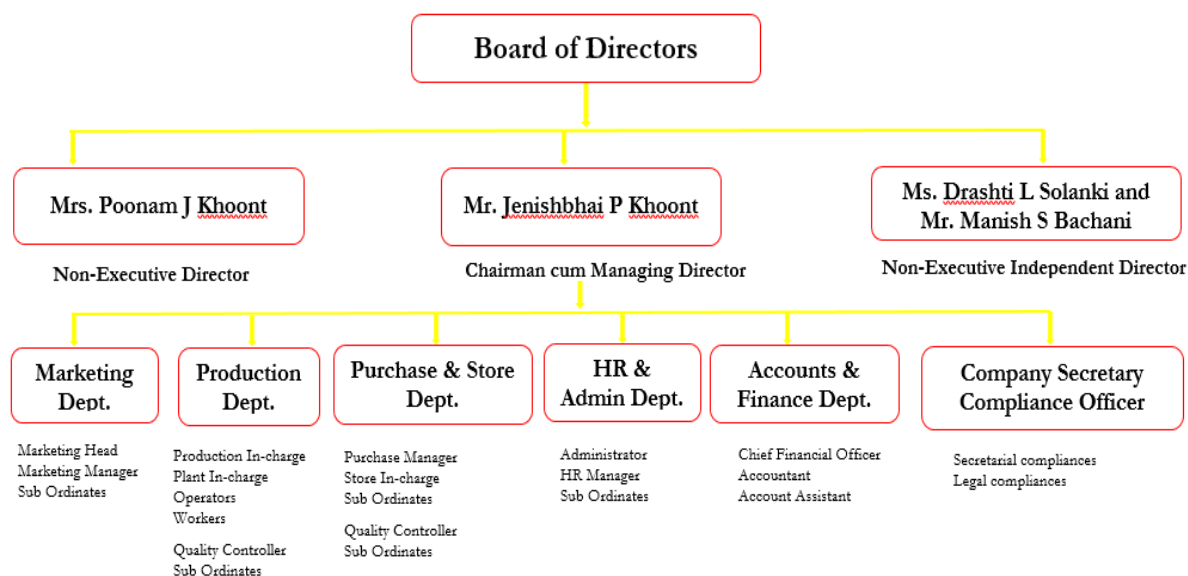 Board of Directors
Mrs. Poonam J Khoont
Non-Executive Director
Mr. Jenishbhai P Khoont
Chairman cum Managing Director
Ms. Drashti L Solanki and
Mr. Manish S Bachani
Non-Executive Independent Director
Marketing
Dept.
Marketing Head
Marketing Manager
Sub Ordinates
Production
Dept.
Production In-charge
Plant In-charge
Operators
Workers
Quality Controller
Sub Ordinates
Purchase & Store
Dept.
Purchase Manager
Store In-charge
Sub Ordinates
Quality Controller
Sub Ordinates
HR &
Admin Dept.
Administrator
HR Manager
Sub Ordinates
Accounts &
Finance Dept.
Chief Financial Officer
Accountant
Account Assistant
Company Secretary
Compliance Officer
Secretarial compliances
Legal compliances